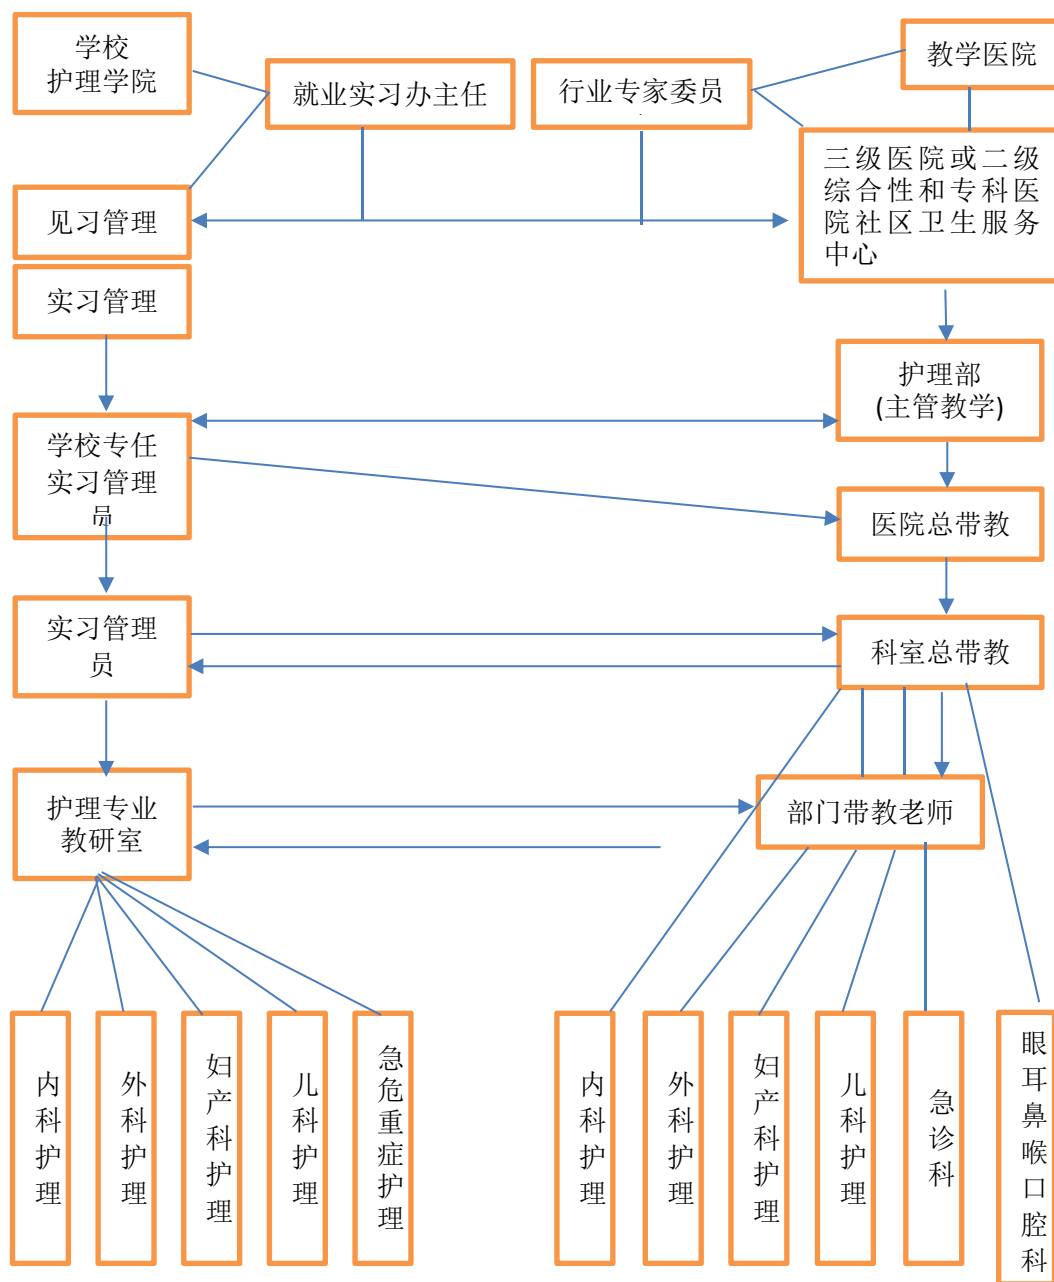 学校
护理学院
就业实习办主任
行业专家委员
教学医院
三级医院或二级
综合性和专科医
院社区卫生服务
中心
见习管理
实习管理
护理部
(主管教学)
学校专任
实习管理
员
医院总带教
实习管理
员
科室总带教
护理专业
教研室
部门带教老师
内科护理
外科护理
妇产科护理
儿科护理
急危重症护理
内科护理
外科护理
妇产科护理
儿科护理
急诊科
眼耳鼻喉口腔科